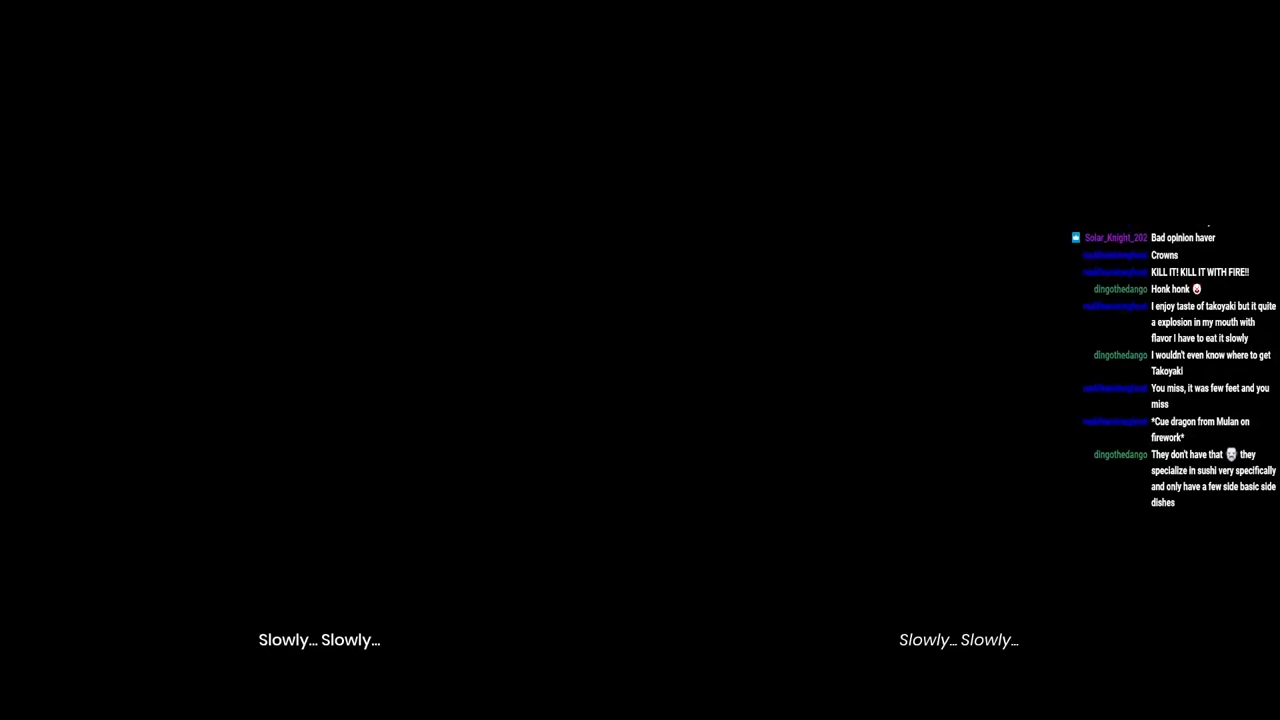 Solar_Knight_202 Bad opinion haver
Crowns
KILL IT! KILL IT WITH FIRE!!
dingothedango Honk honk
I enjoy taste of takoyaki but it quite
a explosion in my mouth with
flavor I have to eat it slowly
dingothedango I wouldn't even know where to get
Takoyaki
You miss, it was few feet and you
miss
*Cue dragon from Mulan on
firework*
dingothedango They don't have that they
specialize in sushi very specifically
and only have a few side basic side
dishes
Slowly... Slowly...
Slowly... Slowly...